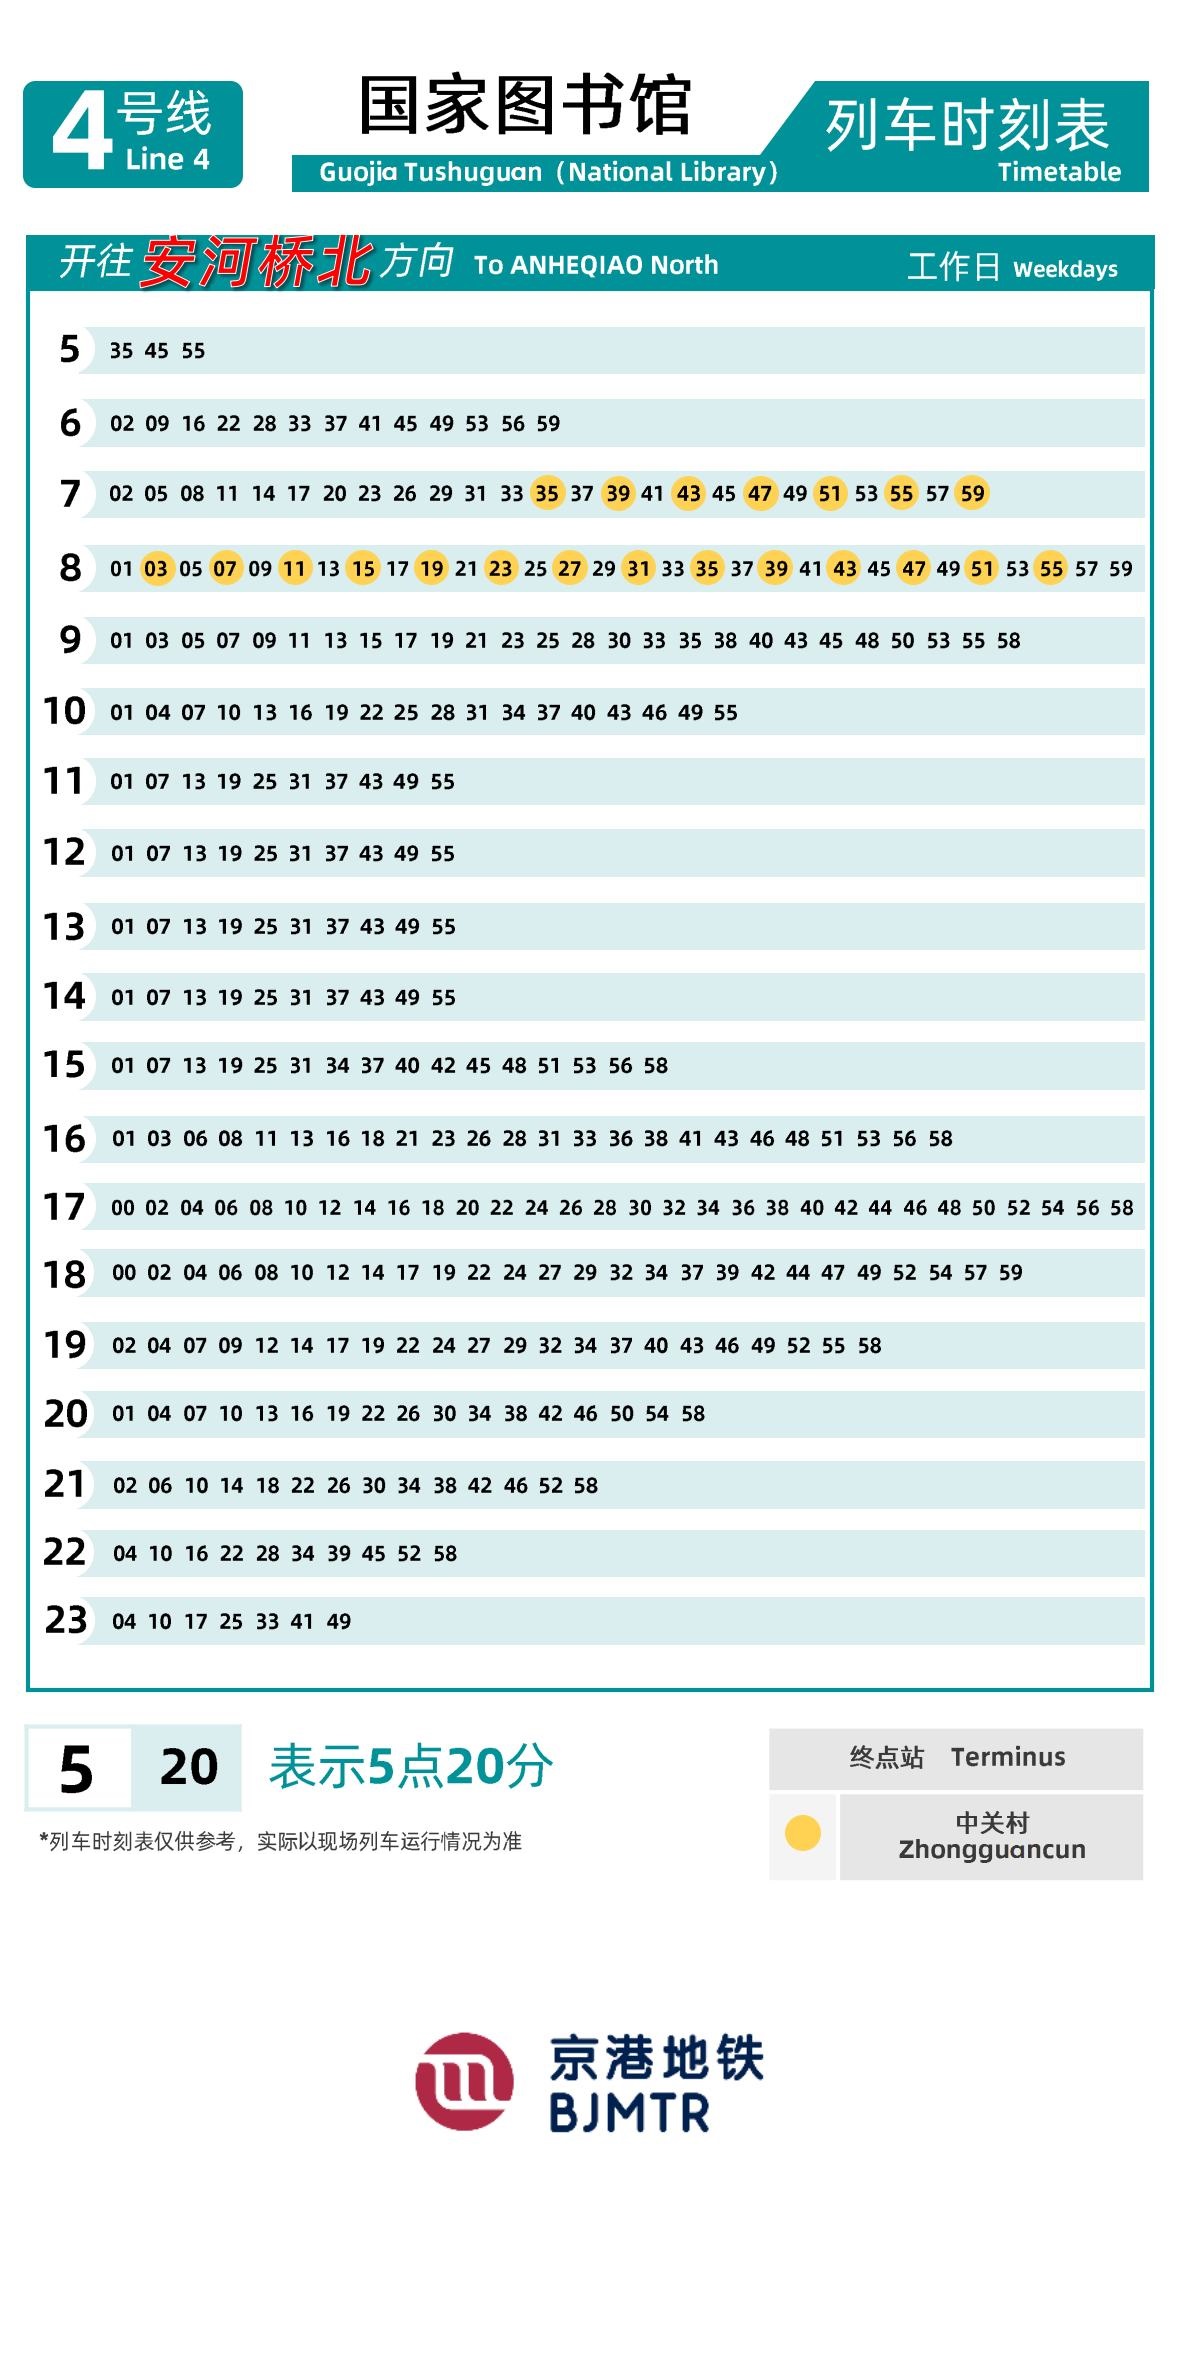 4号线
Line 4
国家图书馆
Guojia Tushuguan（National Library）
列车时刻表
Timetable
开往安河桥北方向 To ANHEQIAO North 工作日 Weekdays
5 35 45 55
6 02 09 16 22 28 33 37 41 45 49 53 56 59
7 02 05 08 11 14 17 20 23 26 29 31 33 35 37 39 41 43 45 47 49 51 53 55 57 59
8 01 03 05 07 09 11 13 15 17 19 21 23 25 27 29 31 33 35 37 39 41 43 45 47 49 51 53 55 57 59
9 01 03 05 07 09 11 13 15 17 19 21 23 25 28 30 33 35 38 40 43 45 48 50 53 55 58
10 01 04 07 10 13 16 19 22 25 28 31 34 37 40 43 46 49 55
11 01 07 13 19 25 31 37 43 49 55
12 01 07 13 19 25 31 37 43 49 55
13 01 07 13 19 25 31 37 43 49 55
14 01 07 13 19 25 31 37 43 49 55
15 01 07 13 19 25 31 34 37 40 42 45 48 51 53 56 58
16 01 03 06 08 11 13 16 18 21 23 26 28 31 33 36 38 41 43 46 48 51 53 56 58
17 00 02 04 06 08 10 12 14 16 18 20 22 24 26 28 30 32 34 36 38 40 42 44 46 48 50 52 54 56 58
18 00 02 04 06 08 10 12 14 17 19 22 24 27 29 32 34 37 39 42 44 47 49 52 54 57 59
19 02 04 07 09 12 14 17 19 22 24 27 29 32 34 37 40 43 46 49 52 55 58
20 01 04 07 10 13 16 19 22 26 30 34 38 42 46 50 54 58
21 02 06 10 14 18 22 26 30 34 38 42 46 52 58
22 04 10 16 22 28 34 39 45 52 58
23 04 10 17 25 33 41 49
5 20 表示5点20分
*列车时刻表仅供参考，实际以现场列车运行情况为准
终点站 Terminus
中关村
Zhongguancun
京港地铁
BJMTR